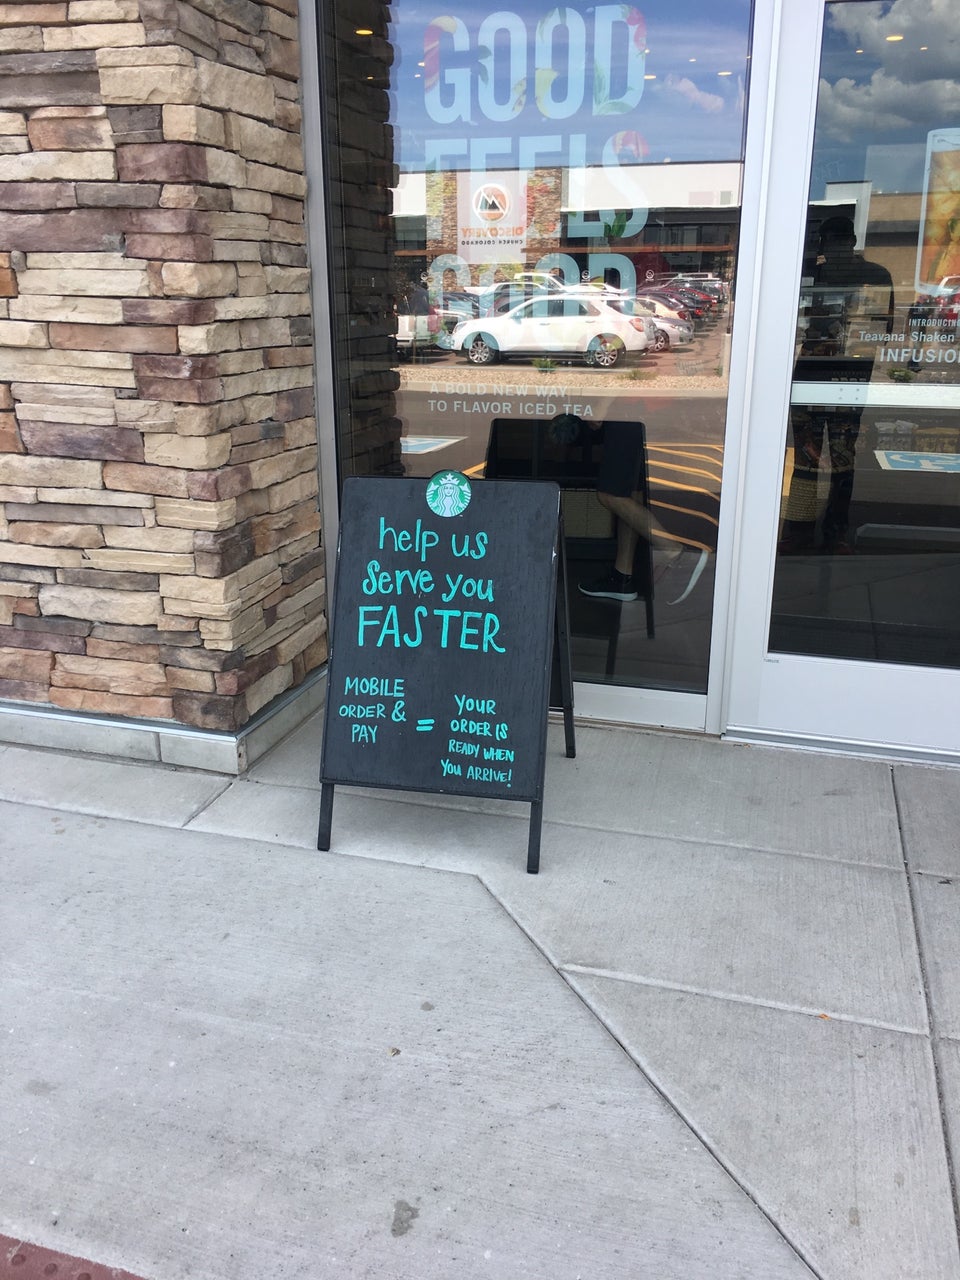 GOOD
FEELS
GOOD
DISCOVERY
CHURCH COLORADO
A BOLD NEW WAY
TO FLAVOR ICED TEA
INTRODUCING
Teavana Shaken
INFUSIO
help us
serve you
FASTER
MOBILE
ORDER &
PAY
=
YOUR
ORDER IS
READY WHEN
YOU ARRIVE!